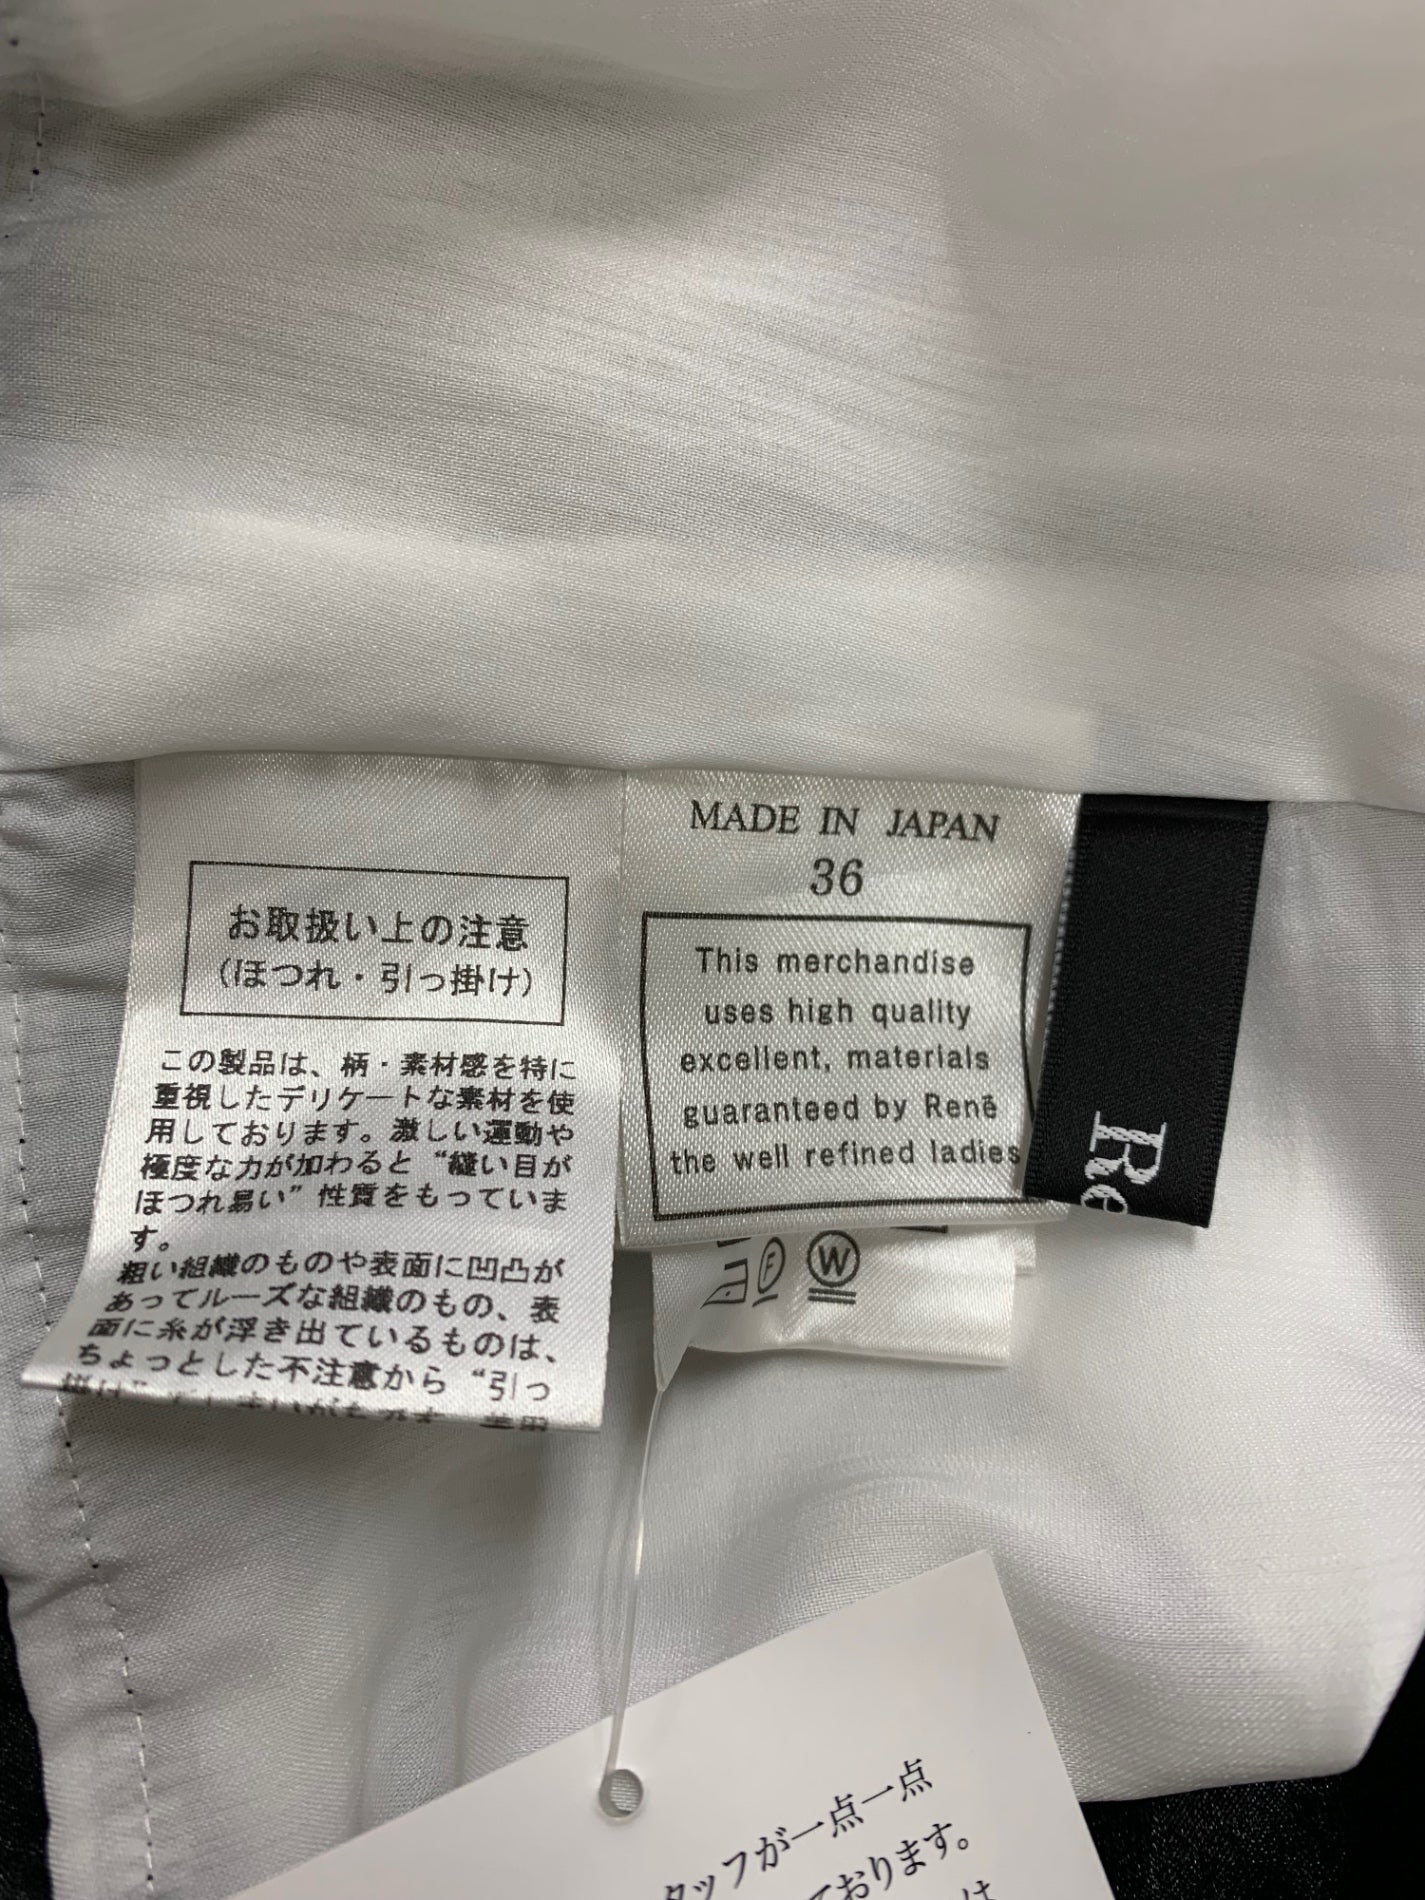 お取扱い上の注意
(ほつれ・引っ掛け)
この製品は、柄・素材感を特に
重視したデリケートな素材を使
用しております。激しい運動や
極度な力が加わると“縫い目が
ほつれ易い”性質をもっていま
す。
粗い組織のものや表面に凹凸が
あってルーズな組織のもの、表
面に糸が浮き出ているものは、
ちょっとした不注意から“引っ
MADE IN JAPAN
36
This merchandise
uses high quality
excellent, materials
guaranteed by René
the well refined ladies
F W
Re
タッフが一点一点
ております。
は